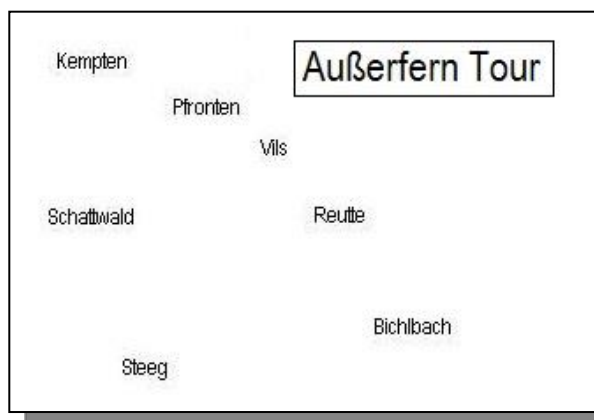 Kempten
Außerfern Tour
Pfronten
Vils
Schattwald
Reutte
Bichlbach
Steeg